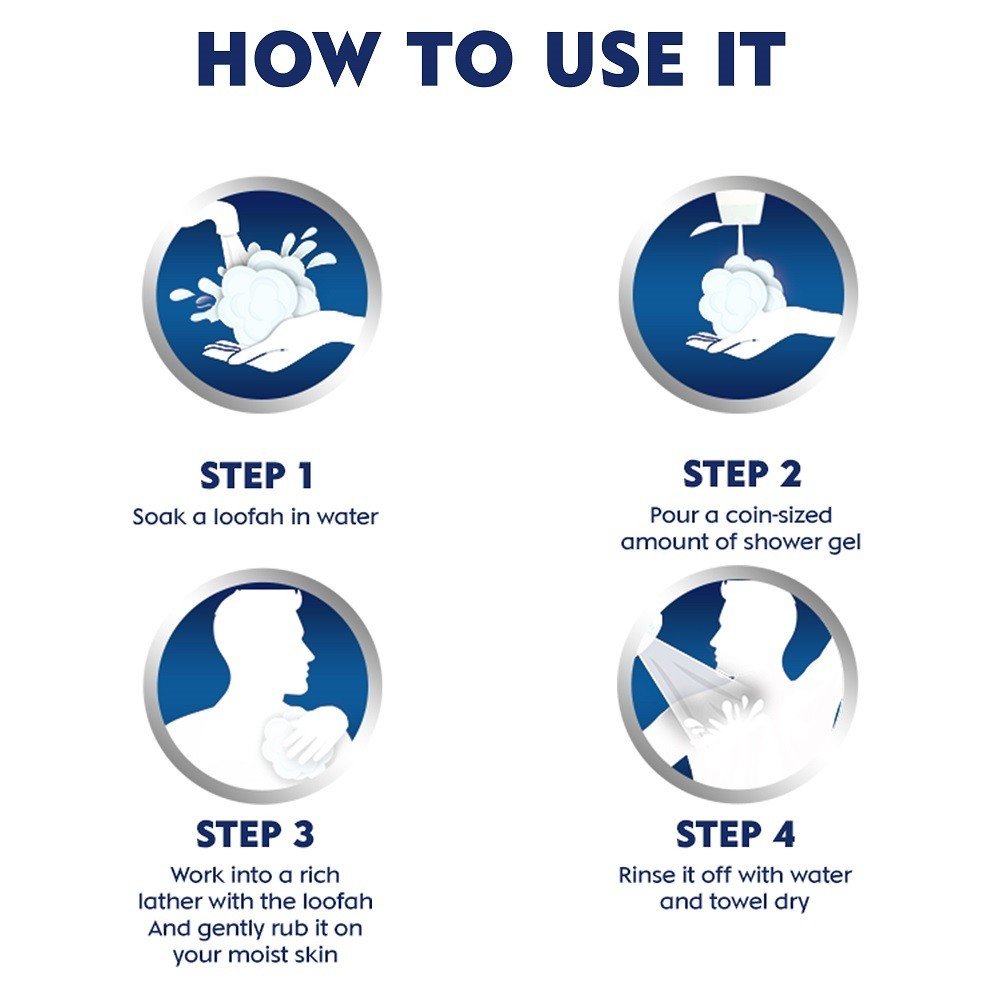 HOW TO USE IT
STEP 1
Soak a loofah in water
STEP 2
Pour a coin-sized
amount of shower gel
STEP 3
Work into a rich
lather with the loofah
And gently rub it on
your moist skin
STEP 4
Rinse it off with water
and towel dry